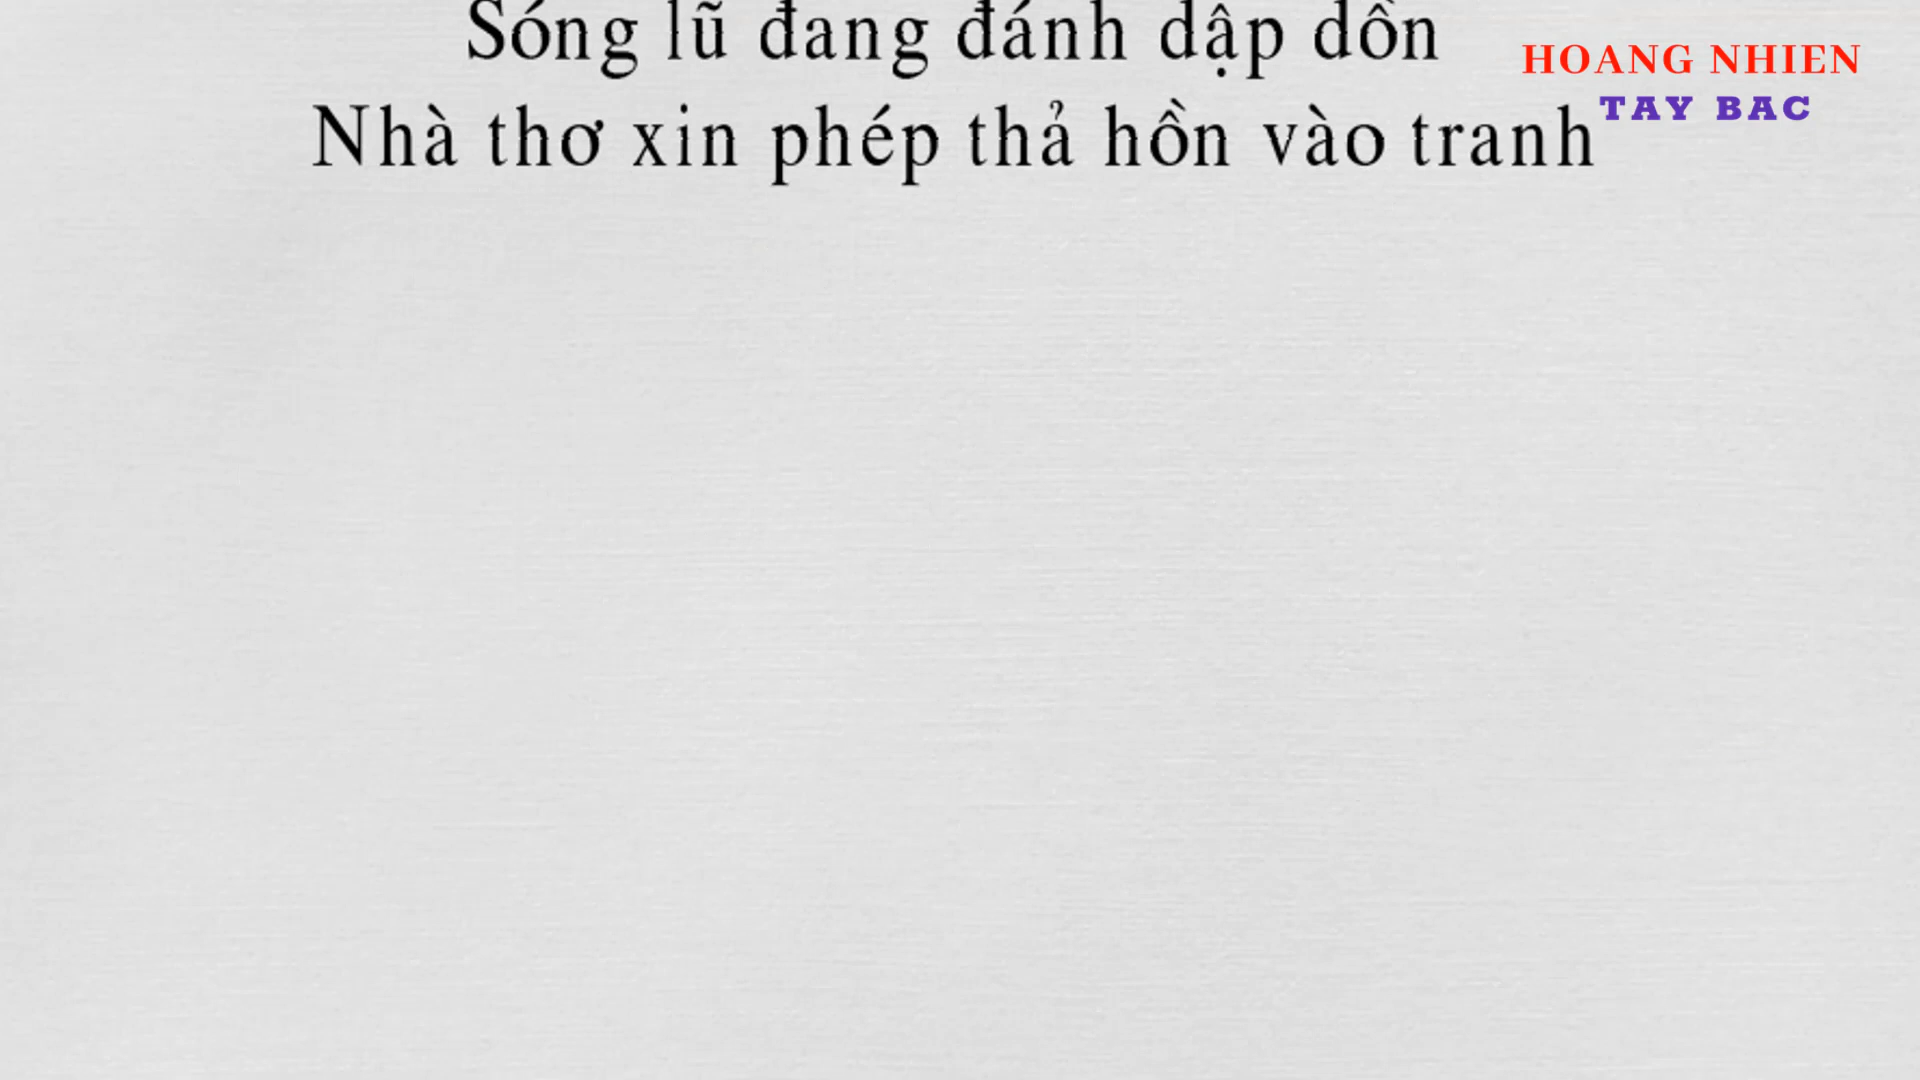 Sóng lũ đang đánh dập dồn
HOANG NHIEN
TAY BAC
Nhà thơ xin phép thả hồn vào tranh